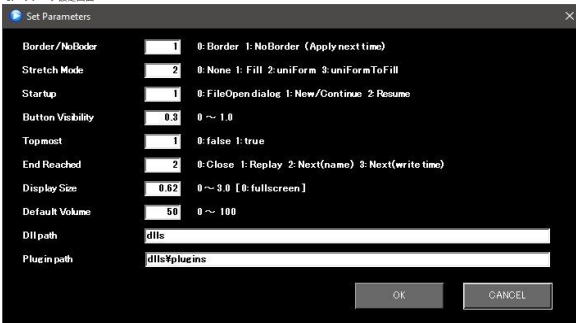 Set Parameters
Border/NoBoder 1 0: Border 1: NoBorder (Apply next time)
Stretch Mode 2 0: None 1: Fill 2:uniForm 3:uniFormToFill
Startup 1 0:FileOpen dialog 1: New/Continue 2:Resume
Button Visibility 0.3 0 ～ 1.0
Topmost 1 0:false 1:true
End Reached 2 0:Close 1:Replay 2:Next(name) 3:Next(write time)
Display Size 0.62 0～3.0 [0:fullscreen]
Default Volume 50 0 ～ 100
Dll path dlls
Plugin path dlls¥plugins
OK CANCEL